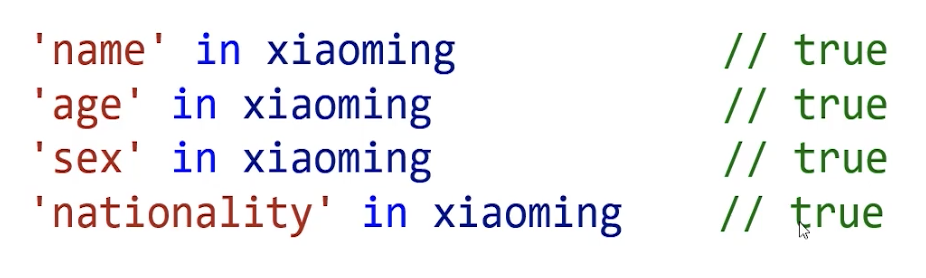 'name' in xiaoming // true
'age' in xiaoming // true
'sex' in xiaoming // true
'nationality' in xiaoming // true